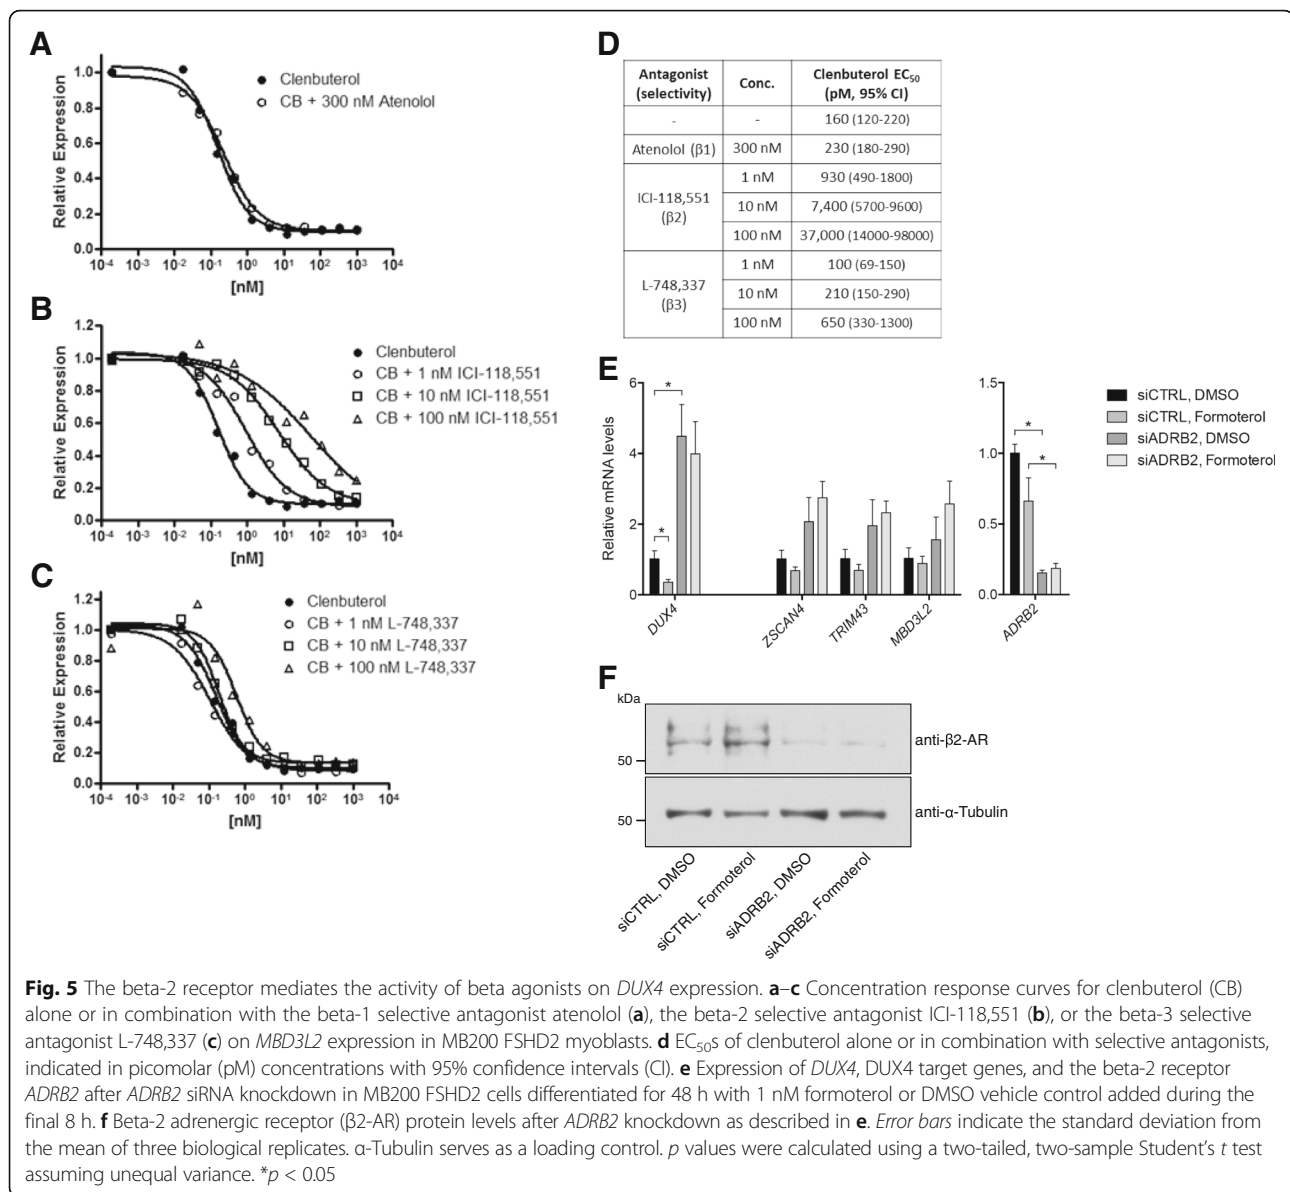 A
Relative Expression
1.0
0.8
0.6
0.4
0.2
0.0
10-4 10-3 10-2 10-1 100 101 102 103 104
[nM]
Clenbuterol
CB + 300 nM Atenolol
B
Relative Expression
1.2
1.0
0.8
0.6
0.4
0.2
0.0
10-4 10-3 10-2 10-1 100 101 102 103 104
[nM]
Clenbuterol
CB + 1 nM ICI-118,551
CB + 10 nM ICI-118,551
CB + 100 nM ICI-118,551
C
Relative Expression
1.2
1.0
0.8
0.6
0.4
0.2
0.0
10-4 10-3 10-2 10-1 100 101 102 103 104
[nM]
Clenbuterol
CB + 1 nM L-748,337
CB + 10 nM L-748,337
CB + 100 nM L-748,337
D
Antagonist (selectivity) Conc. Clenbuterol EC50 (pM, 95% CI)
- - 160 (120-220)
Atenolol (β1) 300 nM 230 (180-290)
ICI-118,551 (β2) 1 nM 930 (490-1800)
10 nM 7,400 (5700-9600)
100 nM 37,000 (14000-98000)
L-748,337 (β3) 1 nM 100 (69-150)
10 nM 210 (150-290)
100 nM 650 (330-1300)
E
Relative mRNA levels
6
4
2
0
* *
DUX4 ZSCAN4 TRIM43 MBD3L2
1.5
1.0
0.5
0.0
* *
ADRB2
siCTRL, DMSO
siCTRL, Formoterol
siADRB2, DMSO
siADRB2, Formoterol
F
kDa
50
anti-β2-AR
50
anti-α-Tubulin
siCTRL, DMSO
siCTRL, Formoterol
siADRB2, DMSO
siADRB2, Formoterol
Fig. 5 The beta-2 receptor mediates the activity of beta agonists on DUX4 expression. a–c Concentration response curves for clenbuterol (CB)
alone or in combination with the beta-1 selective antagonist atenolol (a), the beta-2 selective antagonist ICI-118,551 (b), or the beta-3 selective
antagonist L-748,337 (c) on MBD3L2 expression in MB200 FSHD2 myoblasts. d EC50s of clenbuterol alone or in combination with selective antagonists,
indicated in picomolar (pM) concentrations with 95% confidence intervals (CI). e Expression of DUX4, DUX4 target genes, and the beta-2 receptor
ADRB2 after ADRB2 siRNA knockdown in MB200 FSHD2 cells differentiated for 48 h with 1 nM formoterol or DMSO vehicle control added during the
final 8 h. f Beta-2 adrenergic receptor (β2-AR) protein levels after ADRB2 knockdown as described in e. Error bars indicate the standard deviation from
the mean of three biological replicates. α-Tubulin serves as a loading control. p values were calculated using a two-tailed, two-sample Student's t test
assuming unequal variance. *p < 0.05